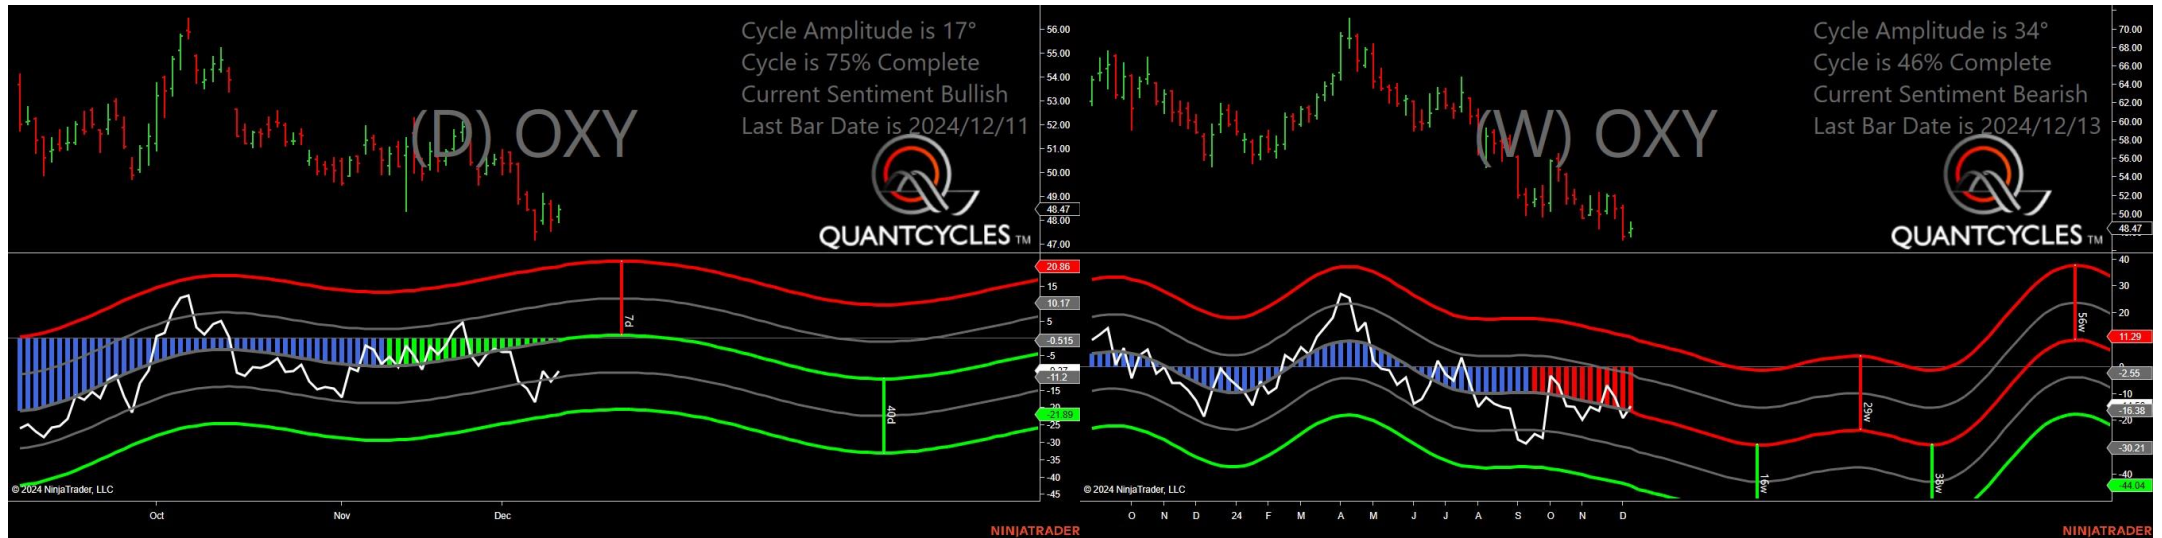 Cycle Amplitude is 17°
Cycle is 75% Complete
Current Sentiment Bullish
Last Bar Date is 2024/12/11
(D) OXY
QUANTCYCLES TM
56.00
55.00
54.00
53.00
52.00
51.00
50.00
49.00
48.47
48.00
47.00
20.86
15
10.17
5
-0.515
-5
-11.2
-15
-21.89
-25
-30
-35
-40
-45
7d
40d
© 2024 NinjaTrader, LLC
Oct Nov Dec
NINJATRADER
Cycle Amplitude is 34°
Cycle is 46% Complete
Current Sentiment Bearish
Last Bar Date is 2024/12/13
(W) OXY
QUANTCYCLES TM
70.00
68.00
66.00
64.00
62.00
60.00
58.00
56.00
54.00
52.00
50.00
48.47
40
30
20
11.29
0
-2.55
-10
-16.38
-20
-30.21
-40
-44.04
16w
29w
38w
56w
© 2024 NinjaTrader, LLC
O N D 24 F M A M J J A S O N D
NINJATRADER